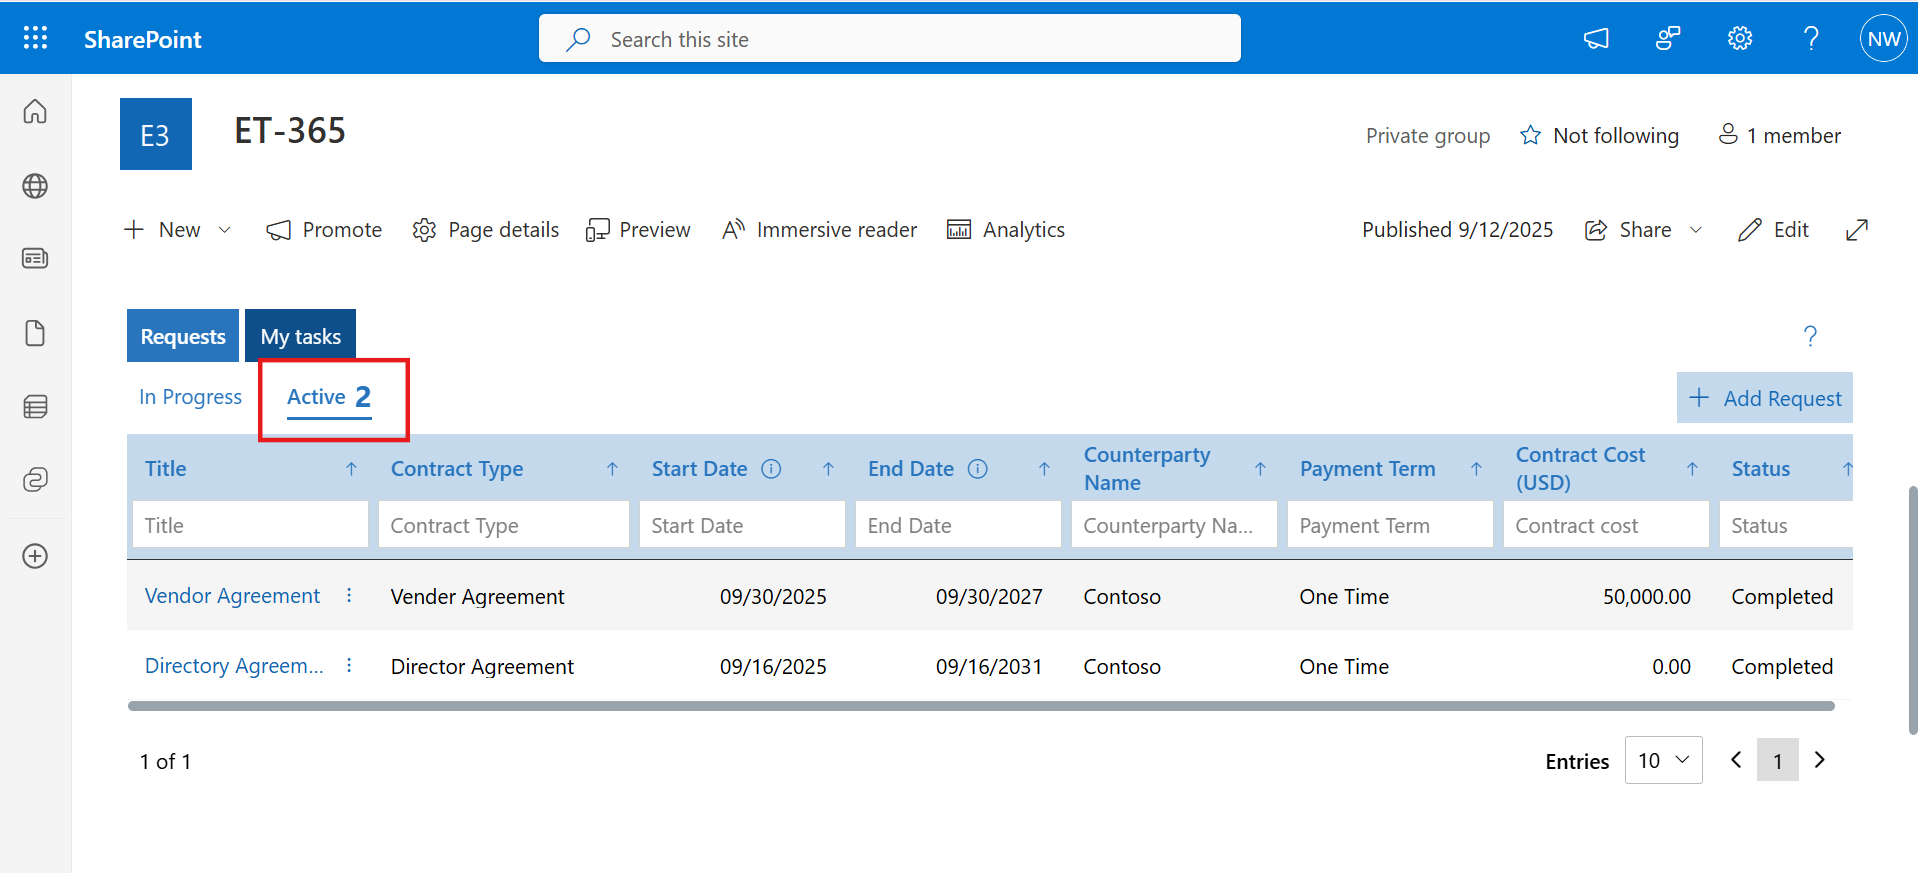 SharePoint
Search this site
?
NW
E3
ET-365
Private group
Not following
1 member
New
Promote
Page details
Preview
Immersive reader
Analytics
Published 9/12/2025
Share
Edit
Requests
My tasks
?
In Progress
Active 2
Add Request
Title
Contract Type
Start Date
End Date
Counterparty
Name
Payment Term
Contract Cost
(USD)
Status
Title
Contract Type
Start Date
End Date
Counterparty Na...
Payment Term
Contract cost
Status
Vendor Agreement Vender Agreement 09/30/2025 09/30/2027 Contoso One Time 50,000.00 Completed
Directory Agreem... Director Agreement 09/16/2025 09/16/2031 Contoso One Time 0.00 Completed
1 of 1
Entries 10 1